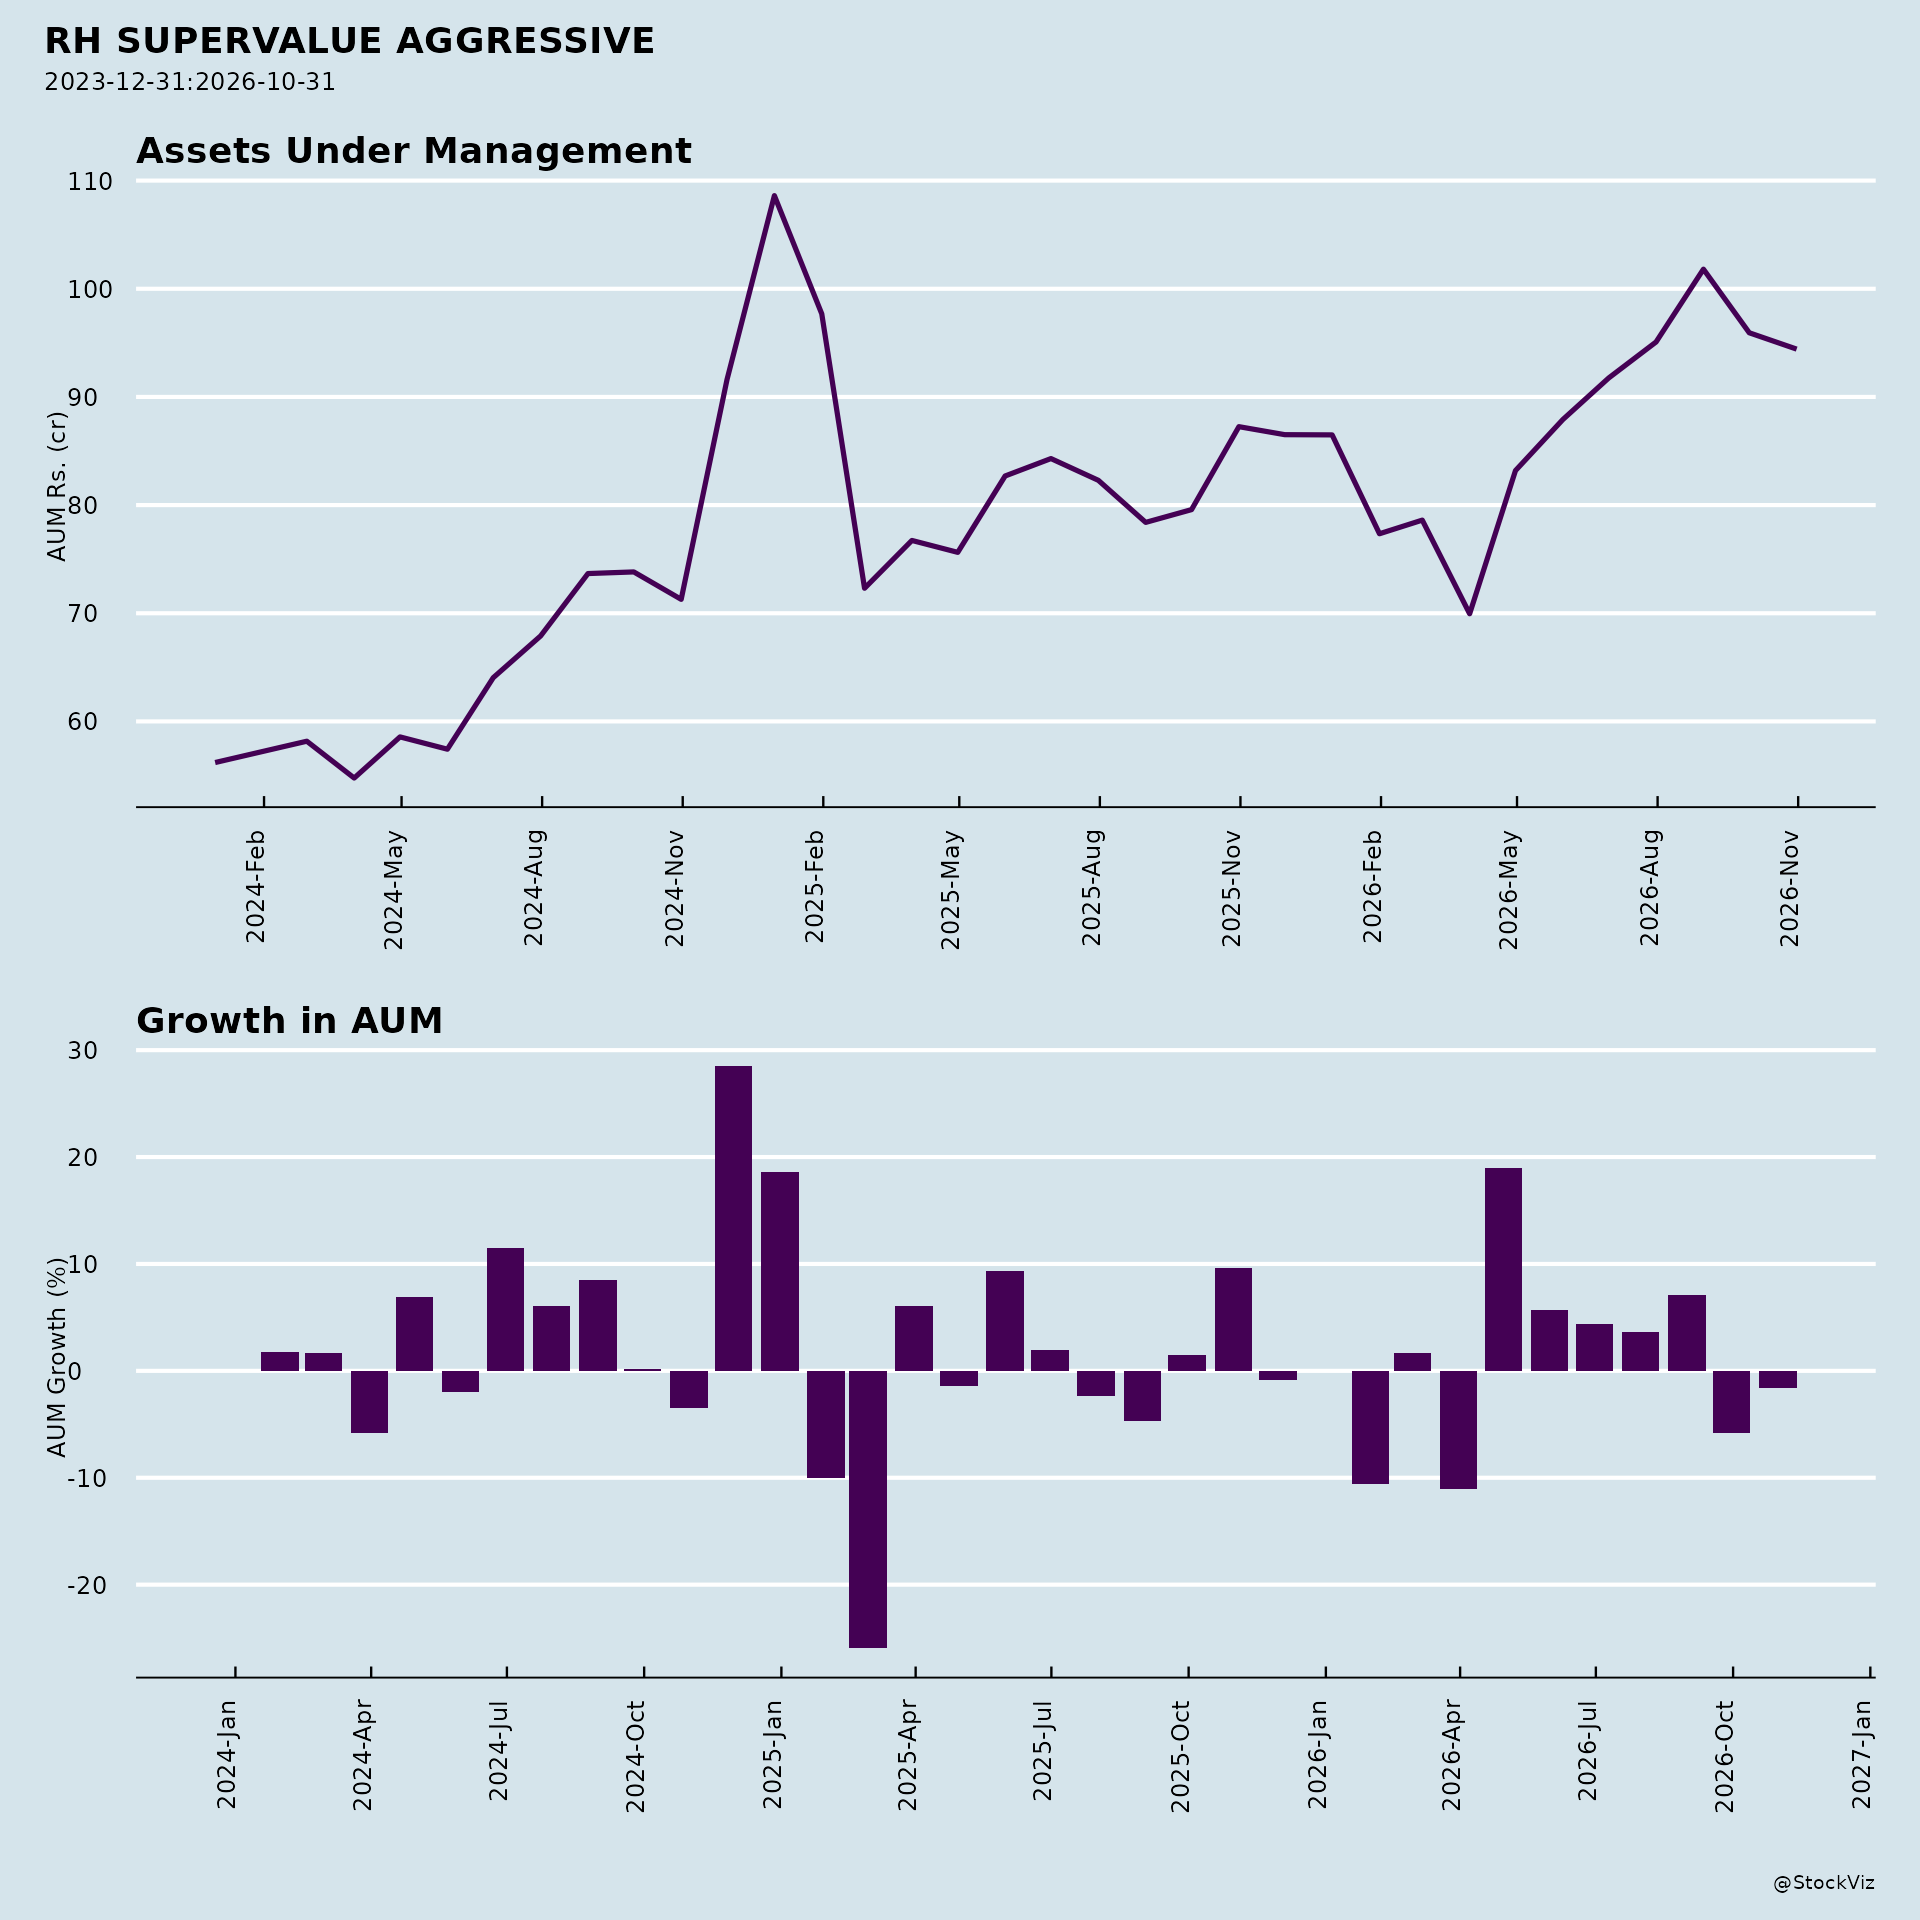 RH SUPERVALUE AGGRESSIVE
2023-12-31:2026-10-31
Assets Under Management
110
100
90
80
70
60
AUM Rs. (cr)
2024-Feb
2024-May
2024-Aug
2024-Nov
2025-Feb
2025-May
2025-Aug
2025-Nov
2026-Feb
2026-May
2026-Aug
2026-Nov
Growth in AUM
30
20
10
0
-10
-20
AUM Growth (%)
2024-Jan
2024-Apr
2024-Jul
2024-Oct
2025-Jan
2025-Apr
2025-Jul
2025-Oct
2026-Jan
2026-Apr
2026-Jul
2026-Oct
2027-Jan
@StockViz